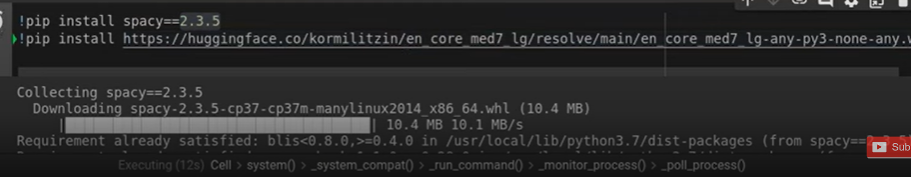 !pip install spacy==2.3.5
!pip install https://huggingface.co/kormilitzin/en_core_med7_lg/resolve/main/en_core_med7_lg-any-py3-none-any.w
Collecting spacy==2.3.5
Downloading spacy-2.3.5-cp37-cp37m-manylinux2014_x86_64.whl (10.4 MB)
| 10.4 MB 10.1 MB/s
Requirement already satisfied: blis<0.8.0,>=0.4.0 in /usr/local/lib/python3.7/dist-packages (from spacy==2.3.5)
Sub
Executing (12s) Cell > system() > _system_compat() > _run_command() > _monitor_process() > _poll_process()